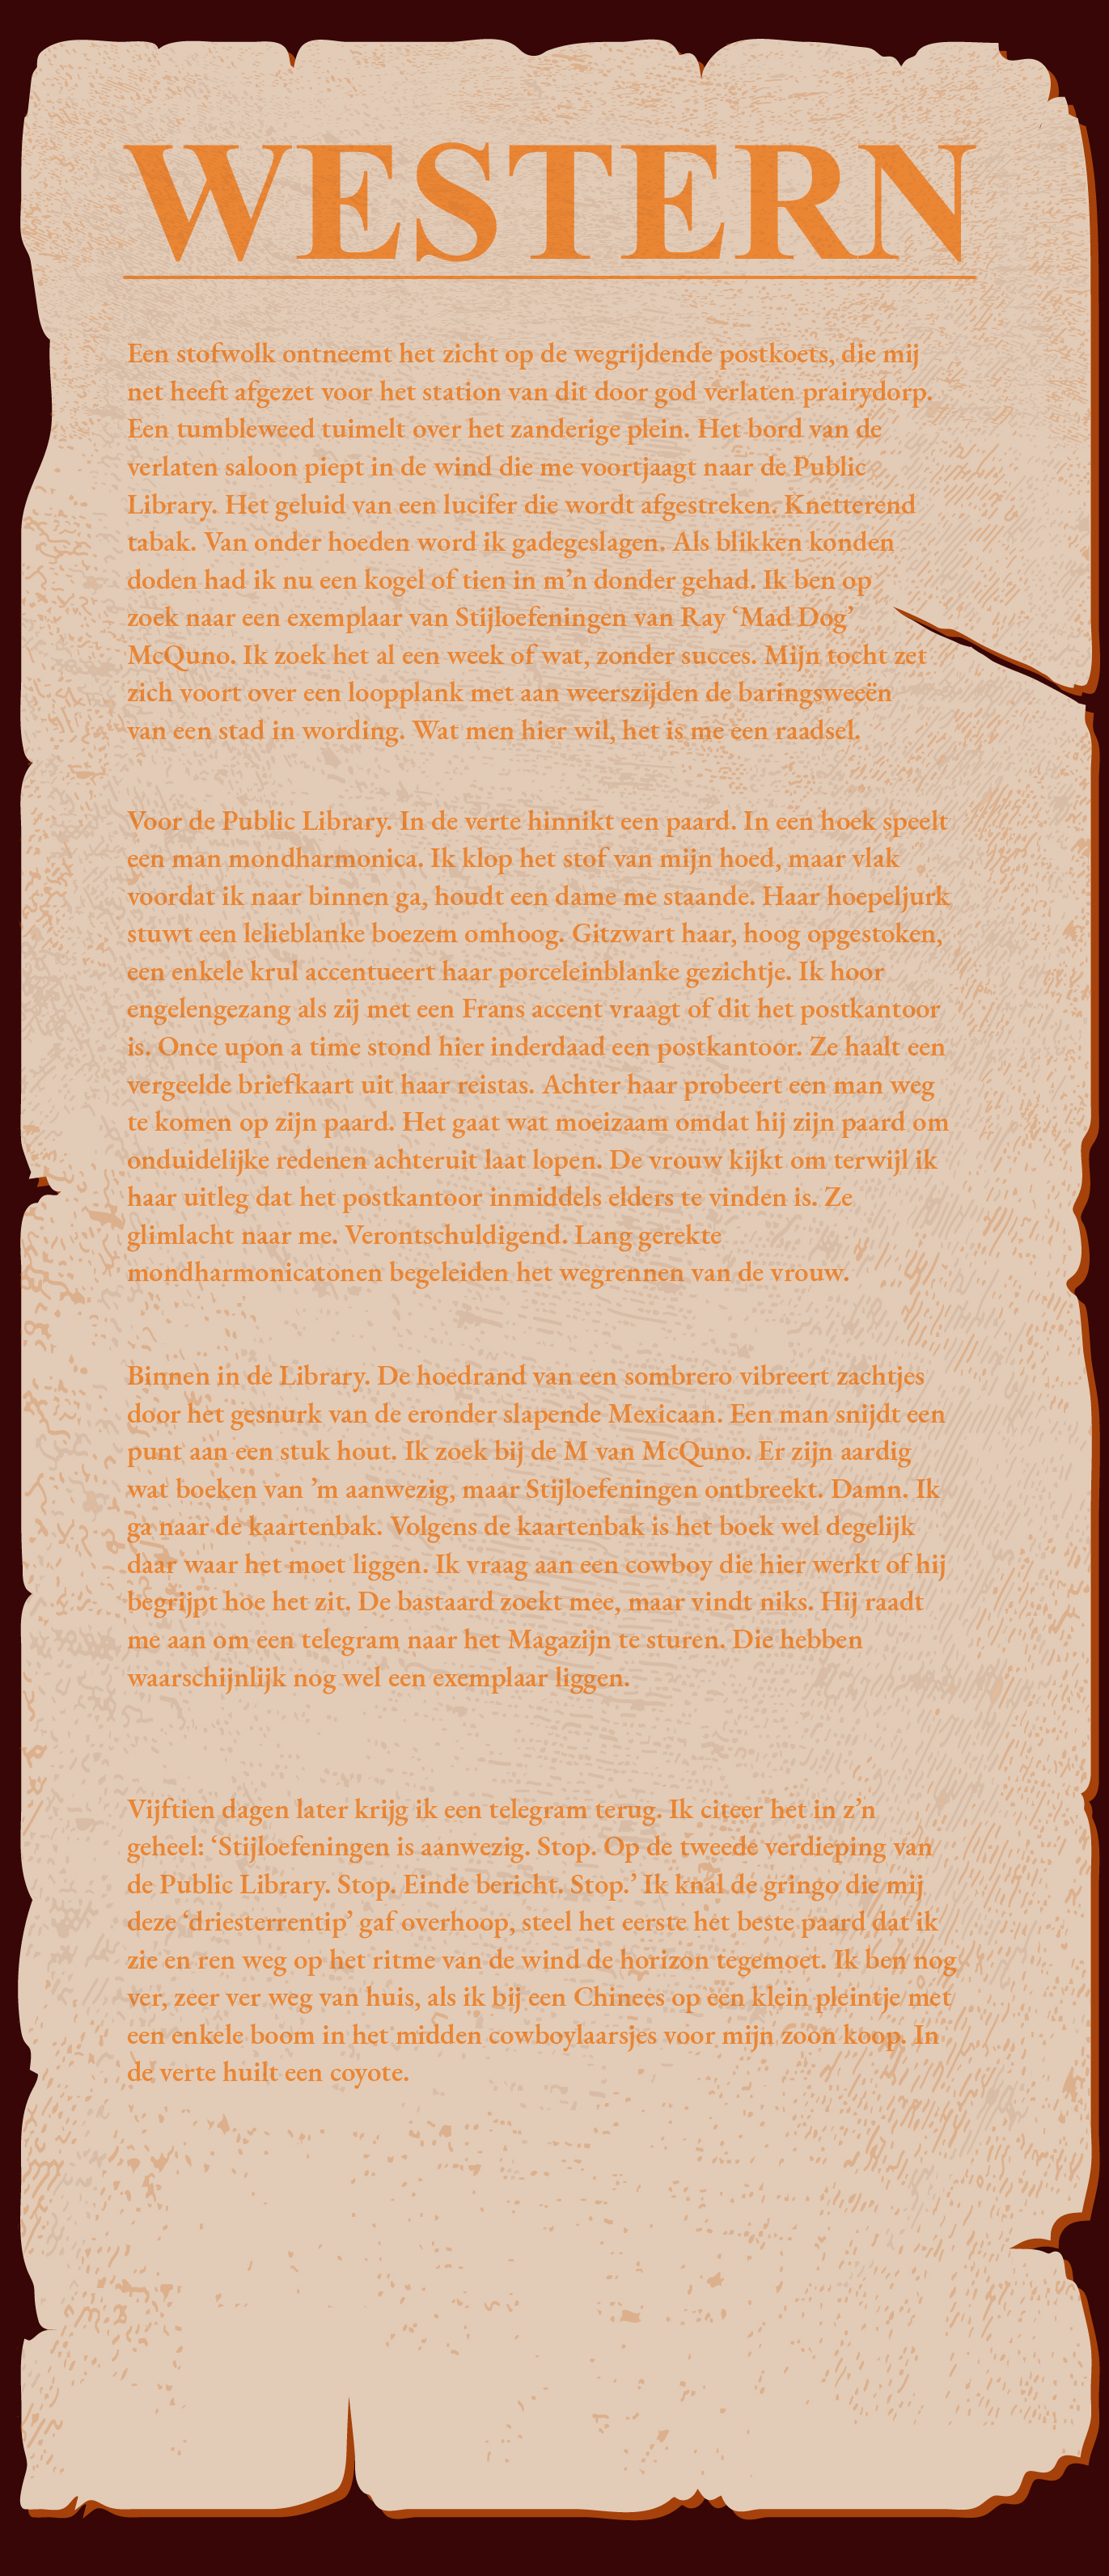 WESTERN
Een stofwolk ontneemt het zicht op de wegrijdende postkoets, die mij
net heeft afgezet voor het station van dit door god verlaten prairydorp.
Een tumbleweed tuimelt over het zanderige plein. Het bord van de
verlaten saloon piept in de wind die me voortjaagt naar de Public
Library. Het geluid van een lucifer die wordt afgestreken. Knetterend
tabak. Van onder hoeden word ik gadegeslagen. Als blikken konden
doden had ik nu een kogel of tien in m’n donder gehad. Ik ben op
zoek naar een exemplaar van Stijloefeningen van Ray ‘Mad Dog’
McQuno. Ik zoek het al een week of wat, zonder succes. Mijn tocht zet
zich voort over een loopplank met aan weerszijden de baringsweeën
van een stad in wording. Wat men hier wil, het is me een raadsel.
Voor de Public Library. In de verte hinnikt een paard. In een hoek speelt
een man mondharmonica. Ik klop het stof van mijn hoed, maar vlak
voordat ik naar binnen ga, houdt een dame me staande. Haar hoepeljurk
stuwt een lelieblanke boezem omhoog. Gitzwart haar, hoog opgestoken,
een enkele krul accentueert haar porceleinblanke gezichtje. Ik hoor
engelengezang als zij met een Frans accent vraagt of dit het postkantoor
is. Once upon a time stond hier inderdaad een postkantoor. Ze haalt een
vergeelde briefkaart uit haar reistas. Achter haar probeert een man weg
te komen op zijn paard. Het gaat wat moeizaam omdat hij zijn paard om
onduidelijke redenen achteruit laat lopen. De vrouw kijkt om terwijl ik
haar uitleg dat het postkantoor inmiddels elders te vinden is. Ze
glimlacht naar me. Verontschuldigend. Lang gerekte
mondharmonicatonen begeleiden het wegrennen van de vrouw.
Binnen in de Library. De hoedrand van een sombrero vibreert zachtjes
door het gesnurk van de eronder slapende Mexicaan. Een man snijdt een
punt aan een stuk hout. Ik zoek bij de M van McQuno. Er zijn aardig
wat boeken van ’m aanwezig, maar Stijloefeningen ontbreekt. Damn. Ik
ga naar de kaartenbak. Volgens de kaartenbak is het boek wel degelijk
daar waar het moet liggen. Ik vraag aan een cowboy die hier werkt of hij
begrijpt hoe het zit. De bastaard zoekt mee, maar vindt niks. Hij raadt
me aan om een telegram naar het Magazijn te sturen. Die hebben
waarschijnlijk nog wel een exemplaar liggen.
Vijftien dagen later krijg ik een telegram terug. Ik citeer het in z’n
geheel: ‘Stijloefeningen is aanwezig. Stop. Op de tweede verdieping van
de Public Library. Stop. Einde bericht. Stop.’ Ik knal de gringo die mij
deze ‘driesterrentip’ gaf overhoop, steel het eerste het beste paard dat ik
zie en ren weg op het ritme van de wind de horizon tegemoet. Ik ben nog
ver, zeer ver weg van huis, als ik bij een Chinees op een klein pleintje met
een enkele boom in het midden cowboylaarsjes voor mijn zoon koop. In
de verte huilt een coyote.